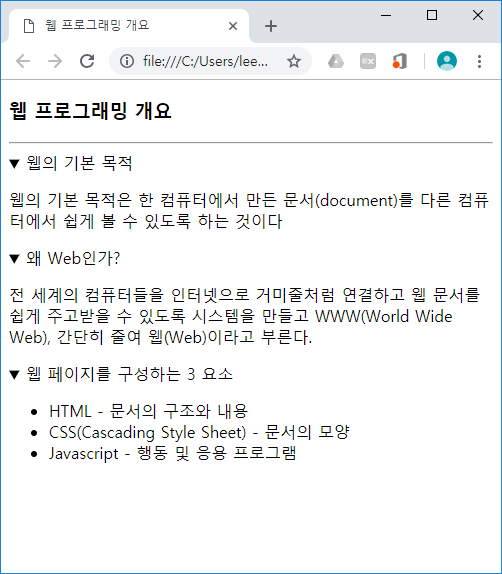 웹 프로그래밍 개요
file:///C:/Users/lee...
웹 프로그래밍 개요
웹의 기본 목적
웹의 기본 목적은 한 컴퓨터에서 만든 문서(document)를 다른 컴퓨
터에서 쉽게 볼 수 있도록 하는 것이다
왜 Web인가?
전 세계의 컴퓨터들을 인터넷으로 거미줄처럼 연결하고 웹 문서를
쉽게 주고받을 수 있도록 시스템을 만들고 WWW(World Wide
Web), 간단히 줄여 웹(Web)이라고 부른다.
웹 페이지를 구성하는 3 요소
• HTML - 문서의 구조와 내용
• CSS(Cascading Style Sheet) - 문서의 모양
• Javascript - 행동 및 응용 프로그램